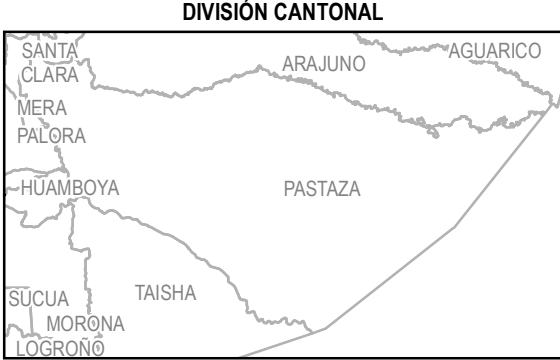 DIVISIÓN CANTONAL
SANTA
CLARA
ARAJUNO
AGUARICO
MERA
PALORA
HUAMBOYA
PASTAZA
TAISHA
SUCUA
MORONA
LOGROÑO